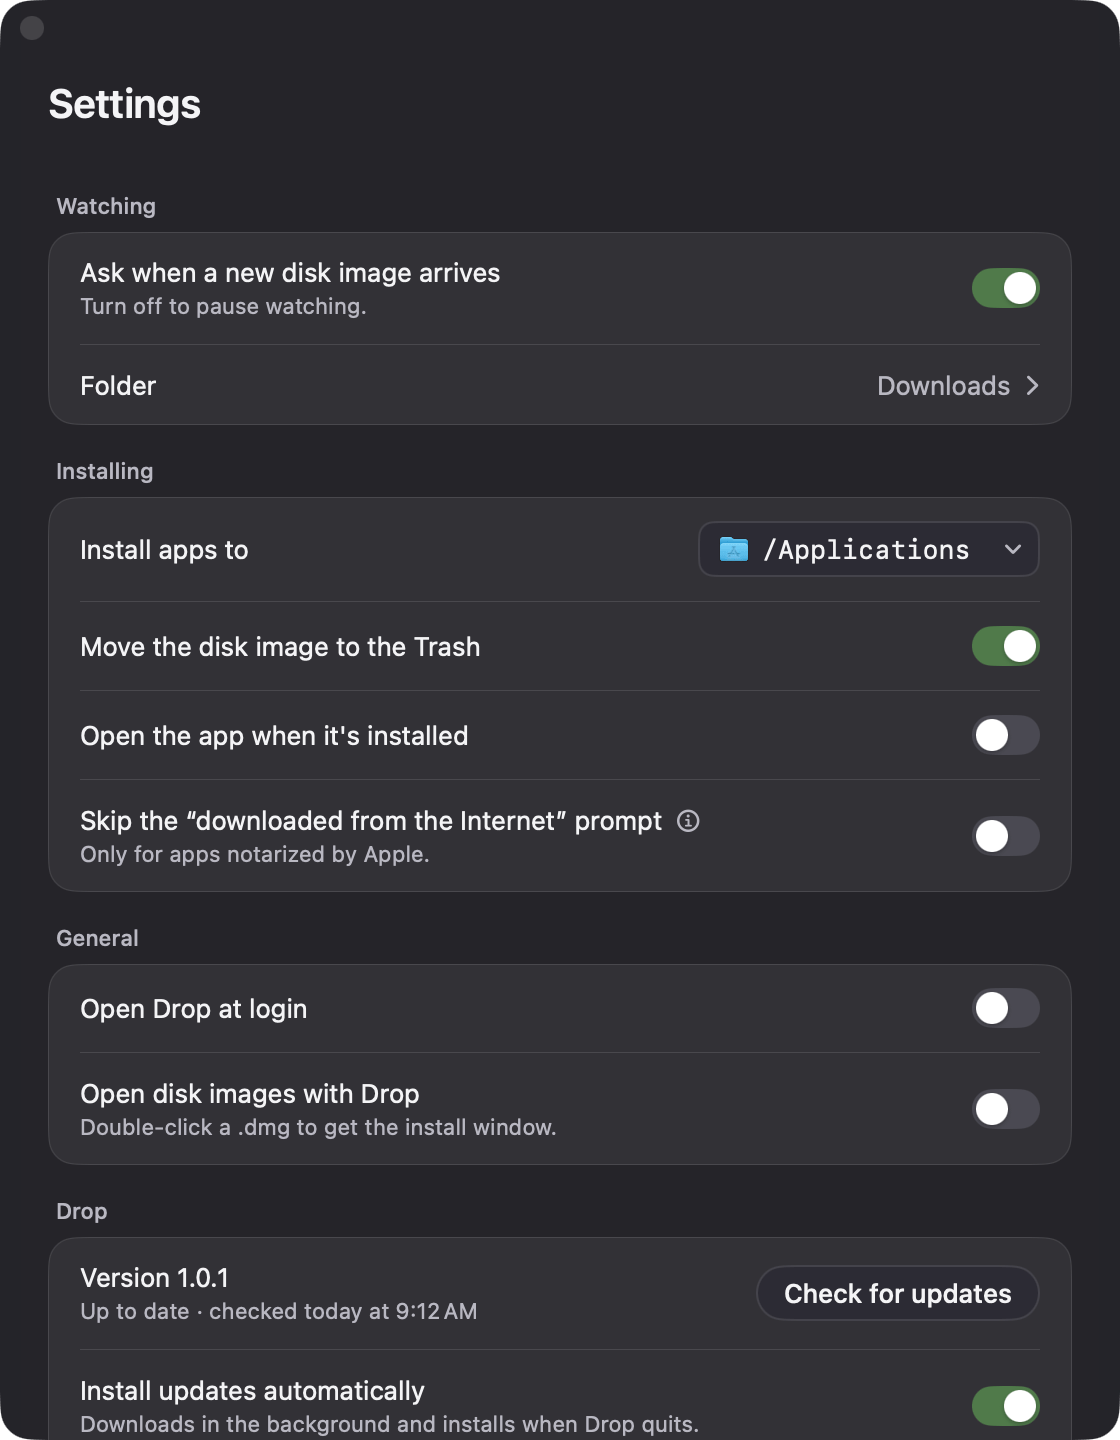 Settings
Watching
Ask when a new disk image arrives
Turn off to pause watching.
Folder
Downloads
Installing
Install apps to
/Applications
Move the disk image to the Trash
Open the app when it's installed
Skip the “downloaded from the Internet” prompt
Only for apps notarized by Apple.
General
Open Drop at login
Open disk images with Drop
Double-click a .dmg to get the install window.
Drop
Version 1.0.1
Up to date · checked today at 9:12 AM
Check for updates
Install updates automatically
Downloads in the background and installs when Drop quits.